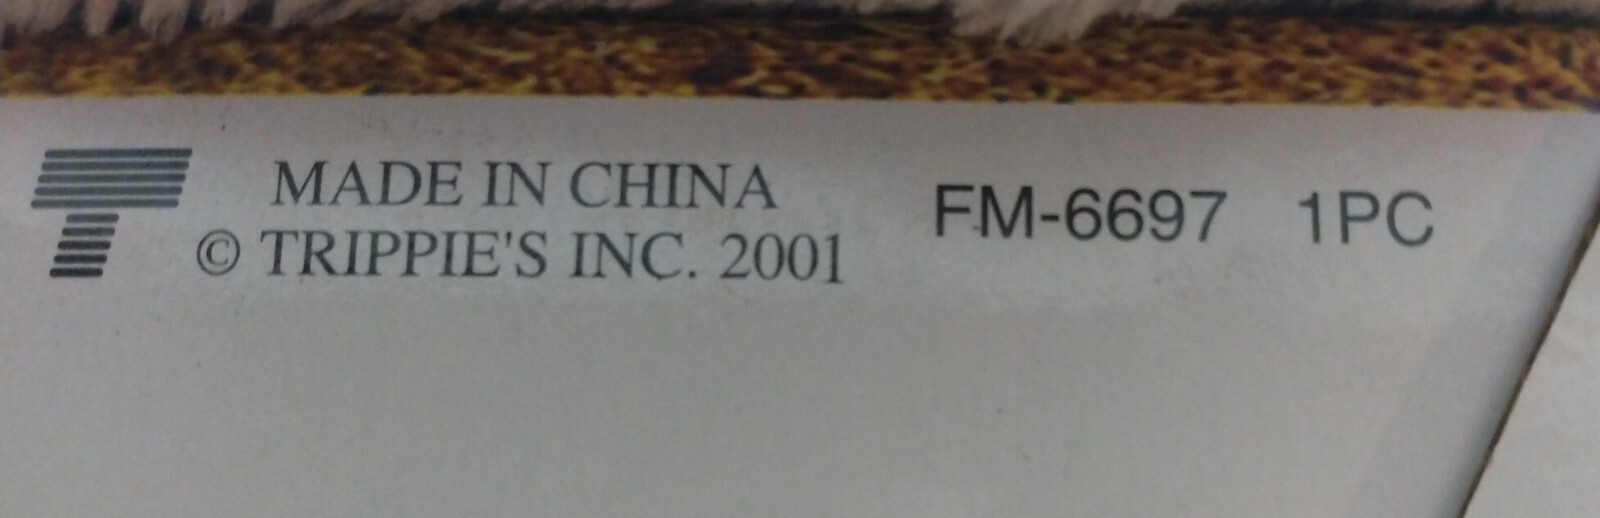 MADE IN CHINA
© TRIPPIE'S INC. 2001
FM-6697 1PC